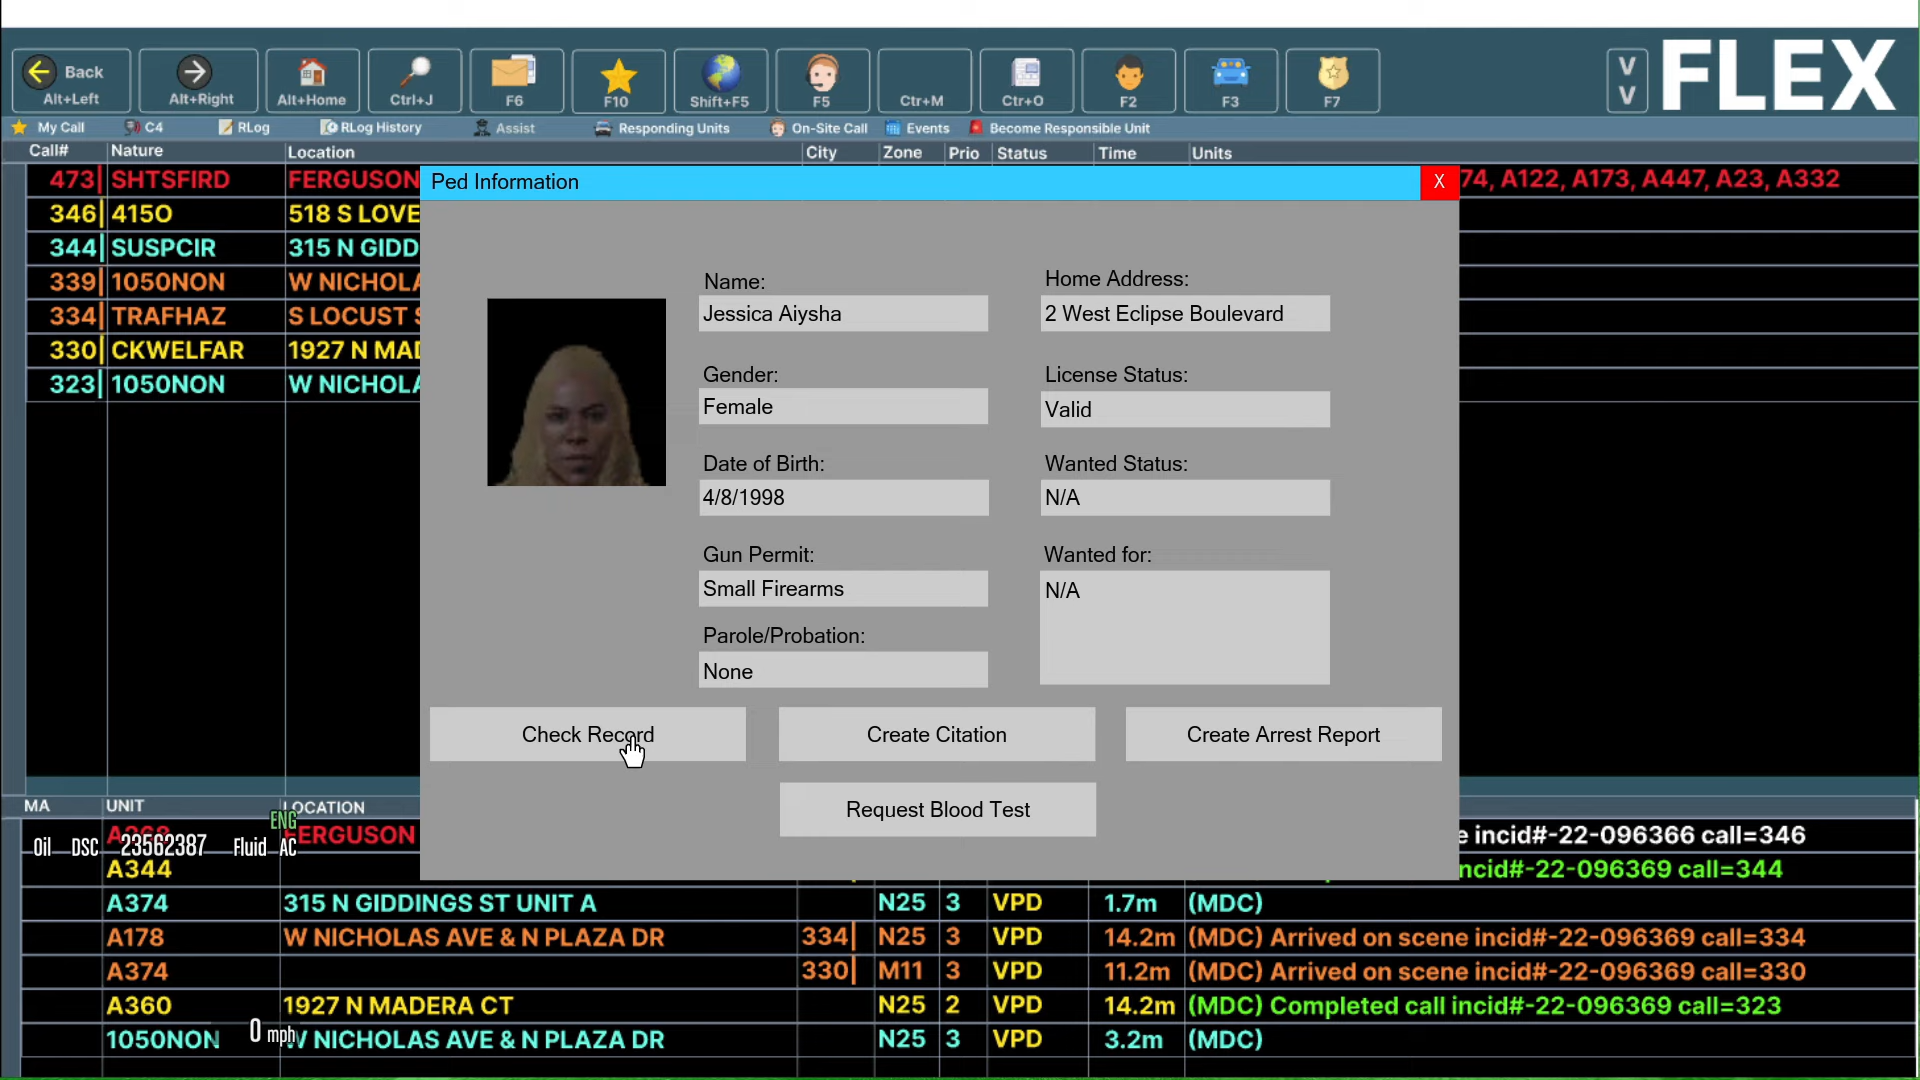 Back
Alt+Left
Alt+Right
Alt+Home
Ctrl+J
F6
F10
Shift+F5
F5
Ctr+M
Ctr+O
F2
F3
F7
V
V
FLEX
My Call
C4
RLog
RLog History
Assist
Responding Units
On-Site Call
Events
Become Responsible Unit
Call# Nature Location City Zone Prio Status Time Units
473 SHTSFIRD FERGUSON 74, A122, A173, A447, A23, A332
346 415O 518 S LOVE
344 SUSPCIR 315 N GIDD
339 1050NON W NICHOLA
334 TRAFHAZ S LOCUST S
330 CKWELFAR 1927 N MAD
323 1050NON W NICHOLA
Ped Information X
Name:
Jessica Aiysha
Gender:
Female
Date of Birth:
4/8/1998
Gun Permit:
Small Firearms
Parole/Probation:
None
Home Address:
2 West Eclipse Boulevard
License Status:
Valid
Wanted Status:
N/A
Wanted for:
N/A
Check Record
Create Citation
Create Arrest Report
Request Blood Test
MA UNIT LOCATION
FERGUSON e incid#-22-096366 call=346
A344 ncid#-22-096369 call=344
A374 315 N GIDDINGS ST UNIT A N25 3 VPD 1.7m (MDC)
A178 W NICHOLAS AVE & N PLAZA DR 334 N25 3 VPD 14.2m (MDC) Arrived on scene incid#-22-096369 call=334
A374 330 M11 3 VPD 11.2m (MDC) Arrived on scene incid#-22-096369 call=330
A360 1927 N MADERA CT N25 2 VPD 14.2m (MDC) Completed call incid#-22-096369 call=323
1050NON W NICHOLAS AVE & N PLAZA DR N25 3 VPD 3.2m (MDC)
ENG
Oil DSC 23562387 Fluid AC
0 mph